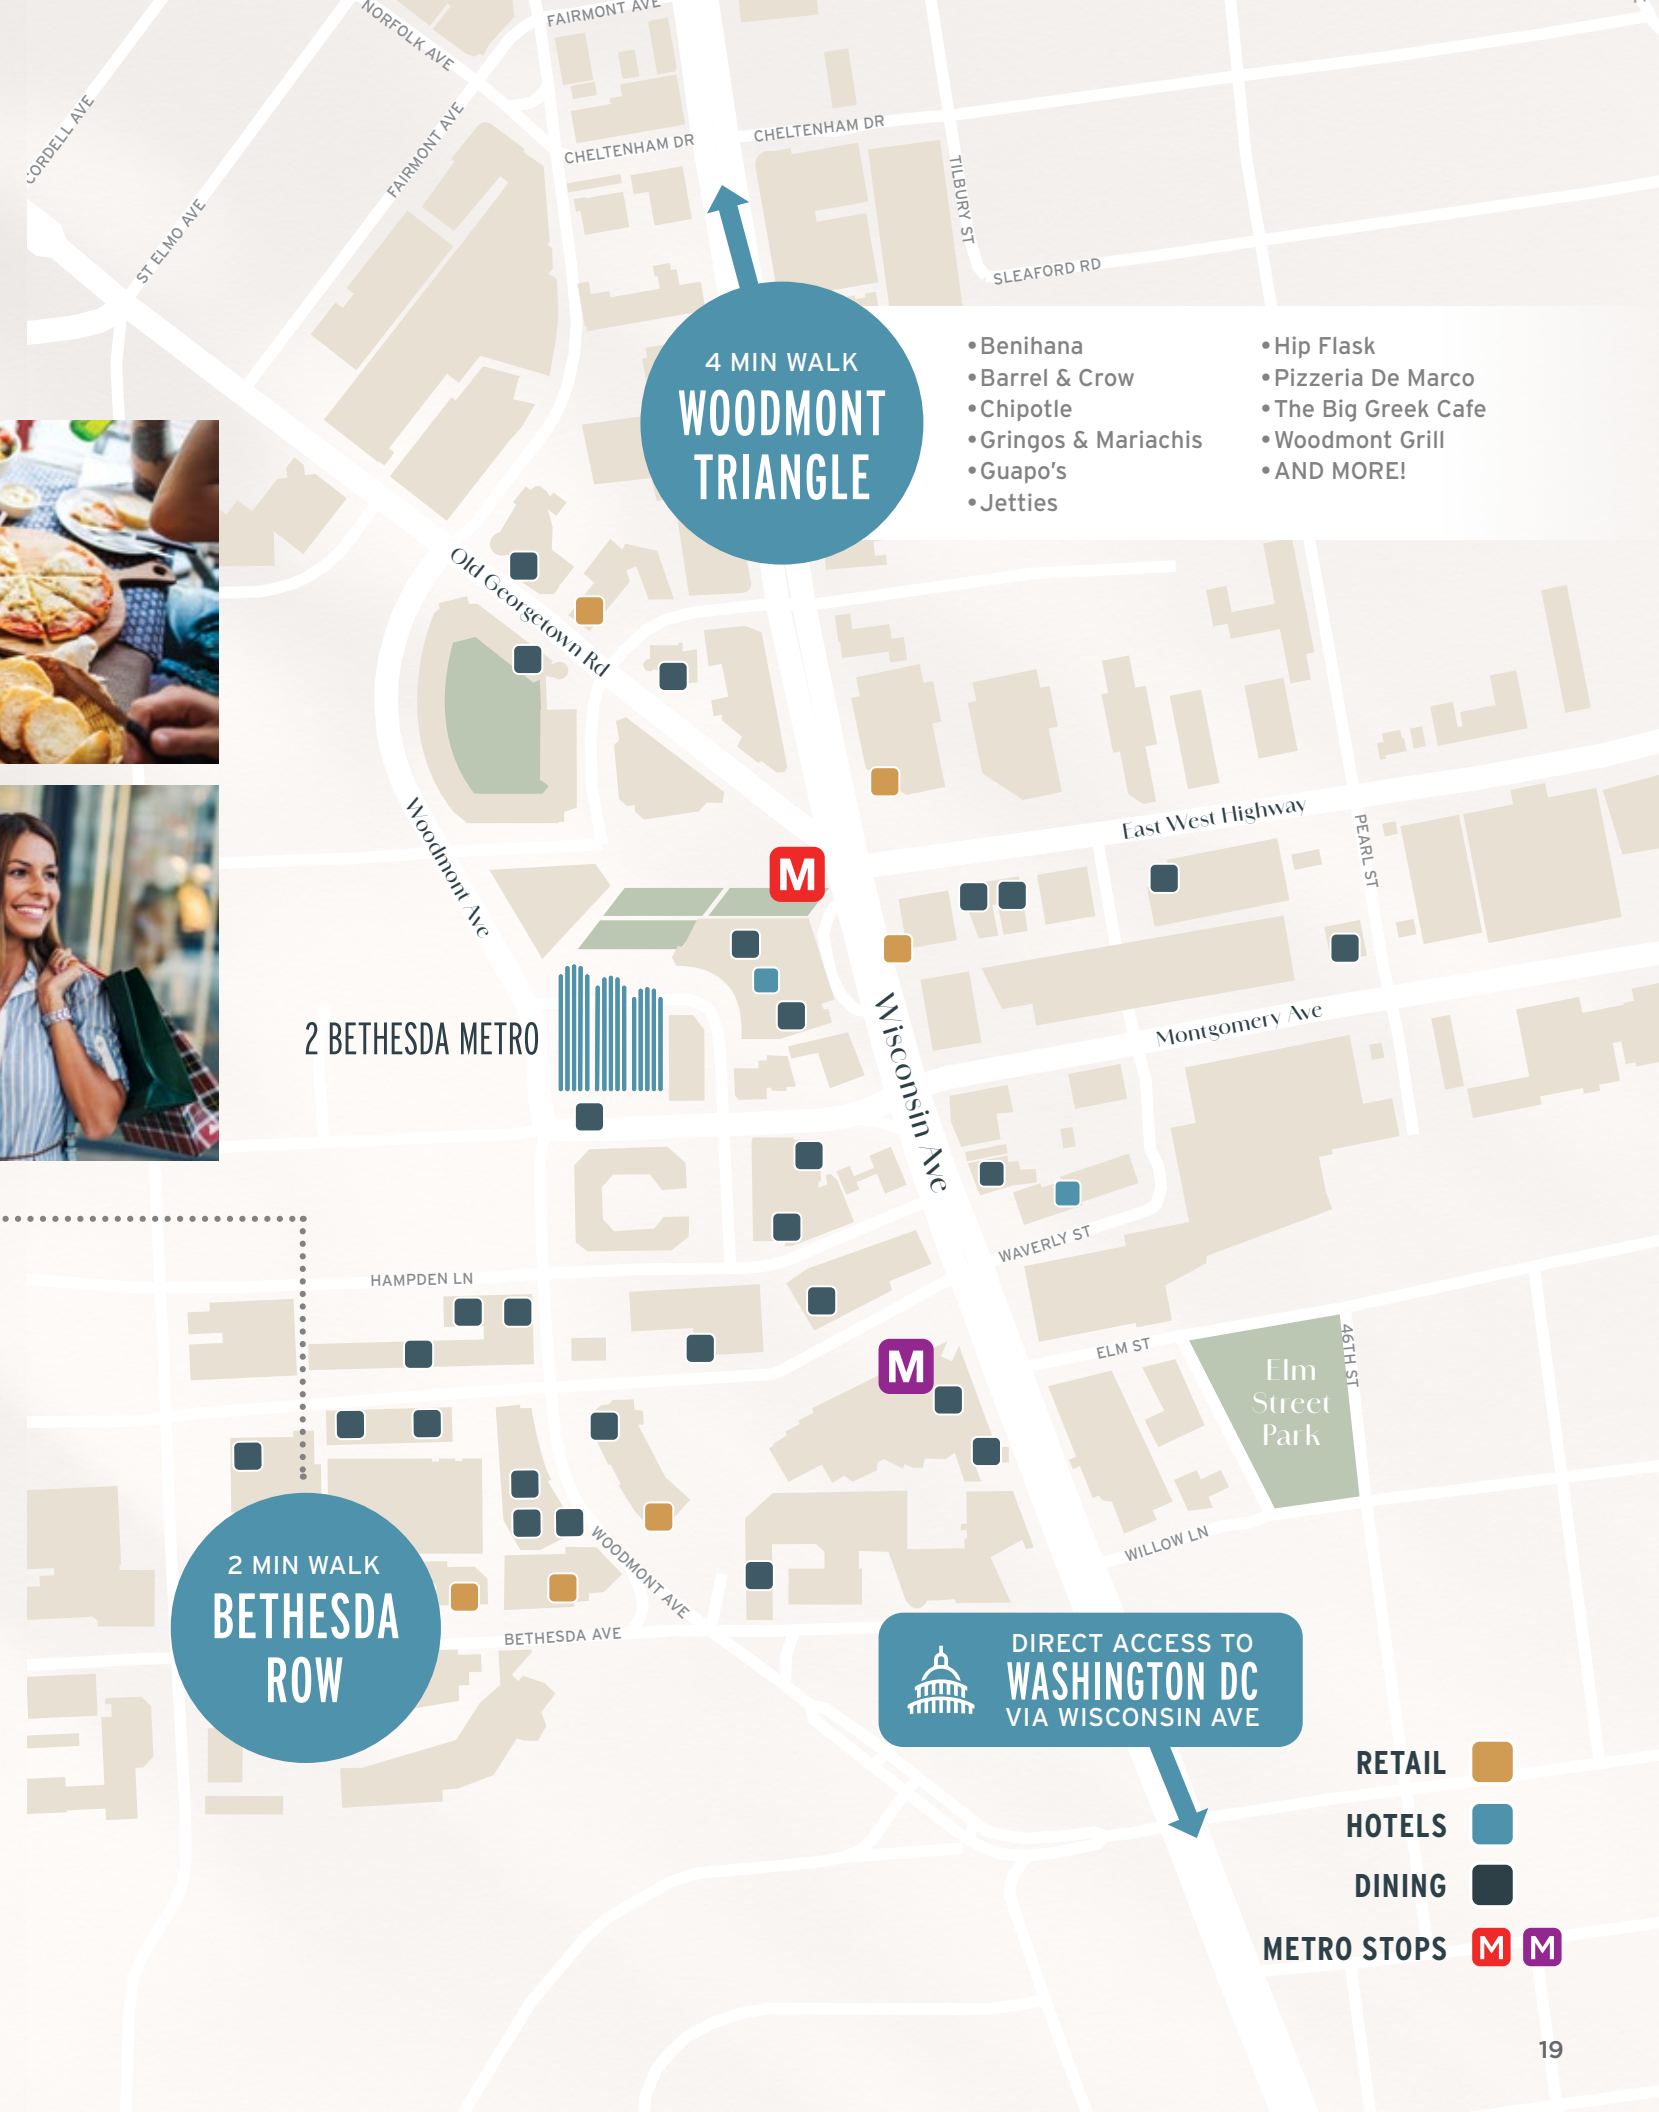 NORFOLK AVE
FAIRMONT AVE
CORDELL AVE
FAIRMONT AVE
CHELTENHAM DR
CHELTENHAM DR
ST ELMO AVE
TILBURY ST
SLEAFORD RD
4 MIN WALK
WOODMONT
TRIANGLE
•Benihana
•Barrel & Crow
•Chipotle
•Gringos & Mariachis
•Guapo’s
•Jetties
•Hip Flask
•Pizzeria De Marco
•The Big Greek Cafe
•Woodmont Grill
•AND MORE!
Old Georgetown Rd
Woodmont Ave
East West Highway
PEARL ST
M
Wisconsin Ave
Montgomery Ave
2 BETHESDA METRO
WAVERLY ST
HAMPDEN LN
M
ELM ST
46TH ST
Elm
Street
Park
WILLOW LN
WOODMONT AVE
BETHESDA AVE
2 MIN WALK
BETHESDA
ROW
DIRECT ACCESS TO
WASHINGTON DC
VIA WISCONSIN AVE
RETAIL
HOTELS
DINING
METRO STOPS M M
19